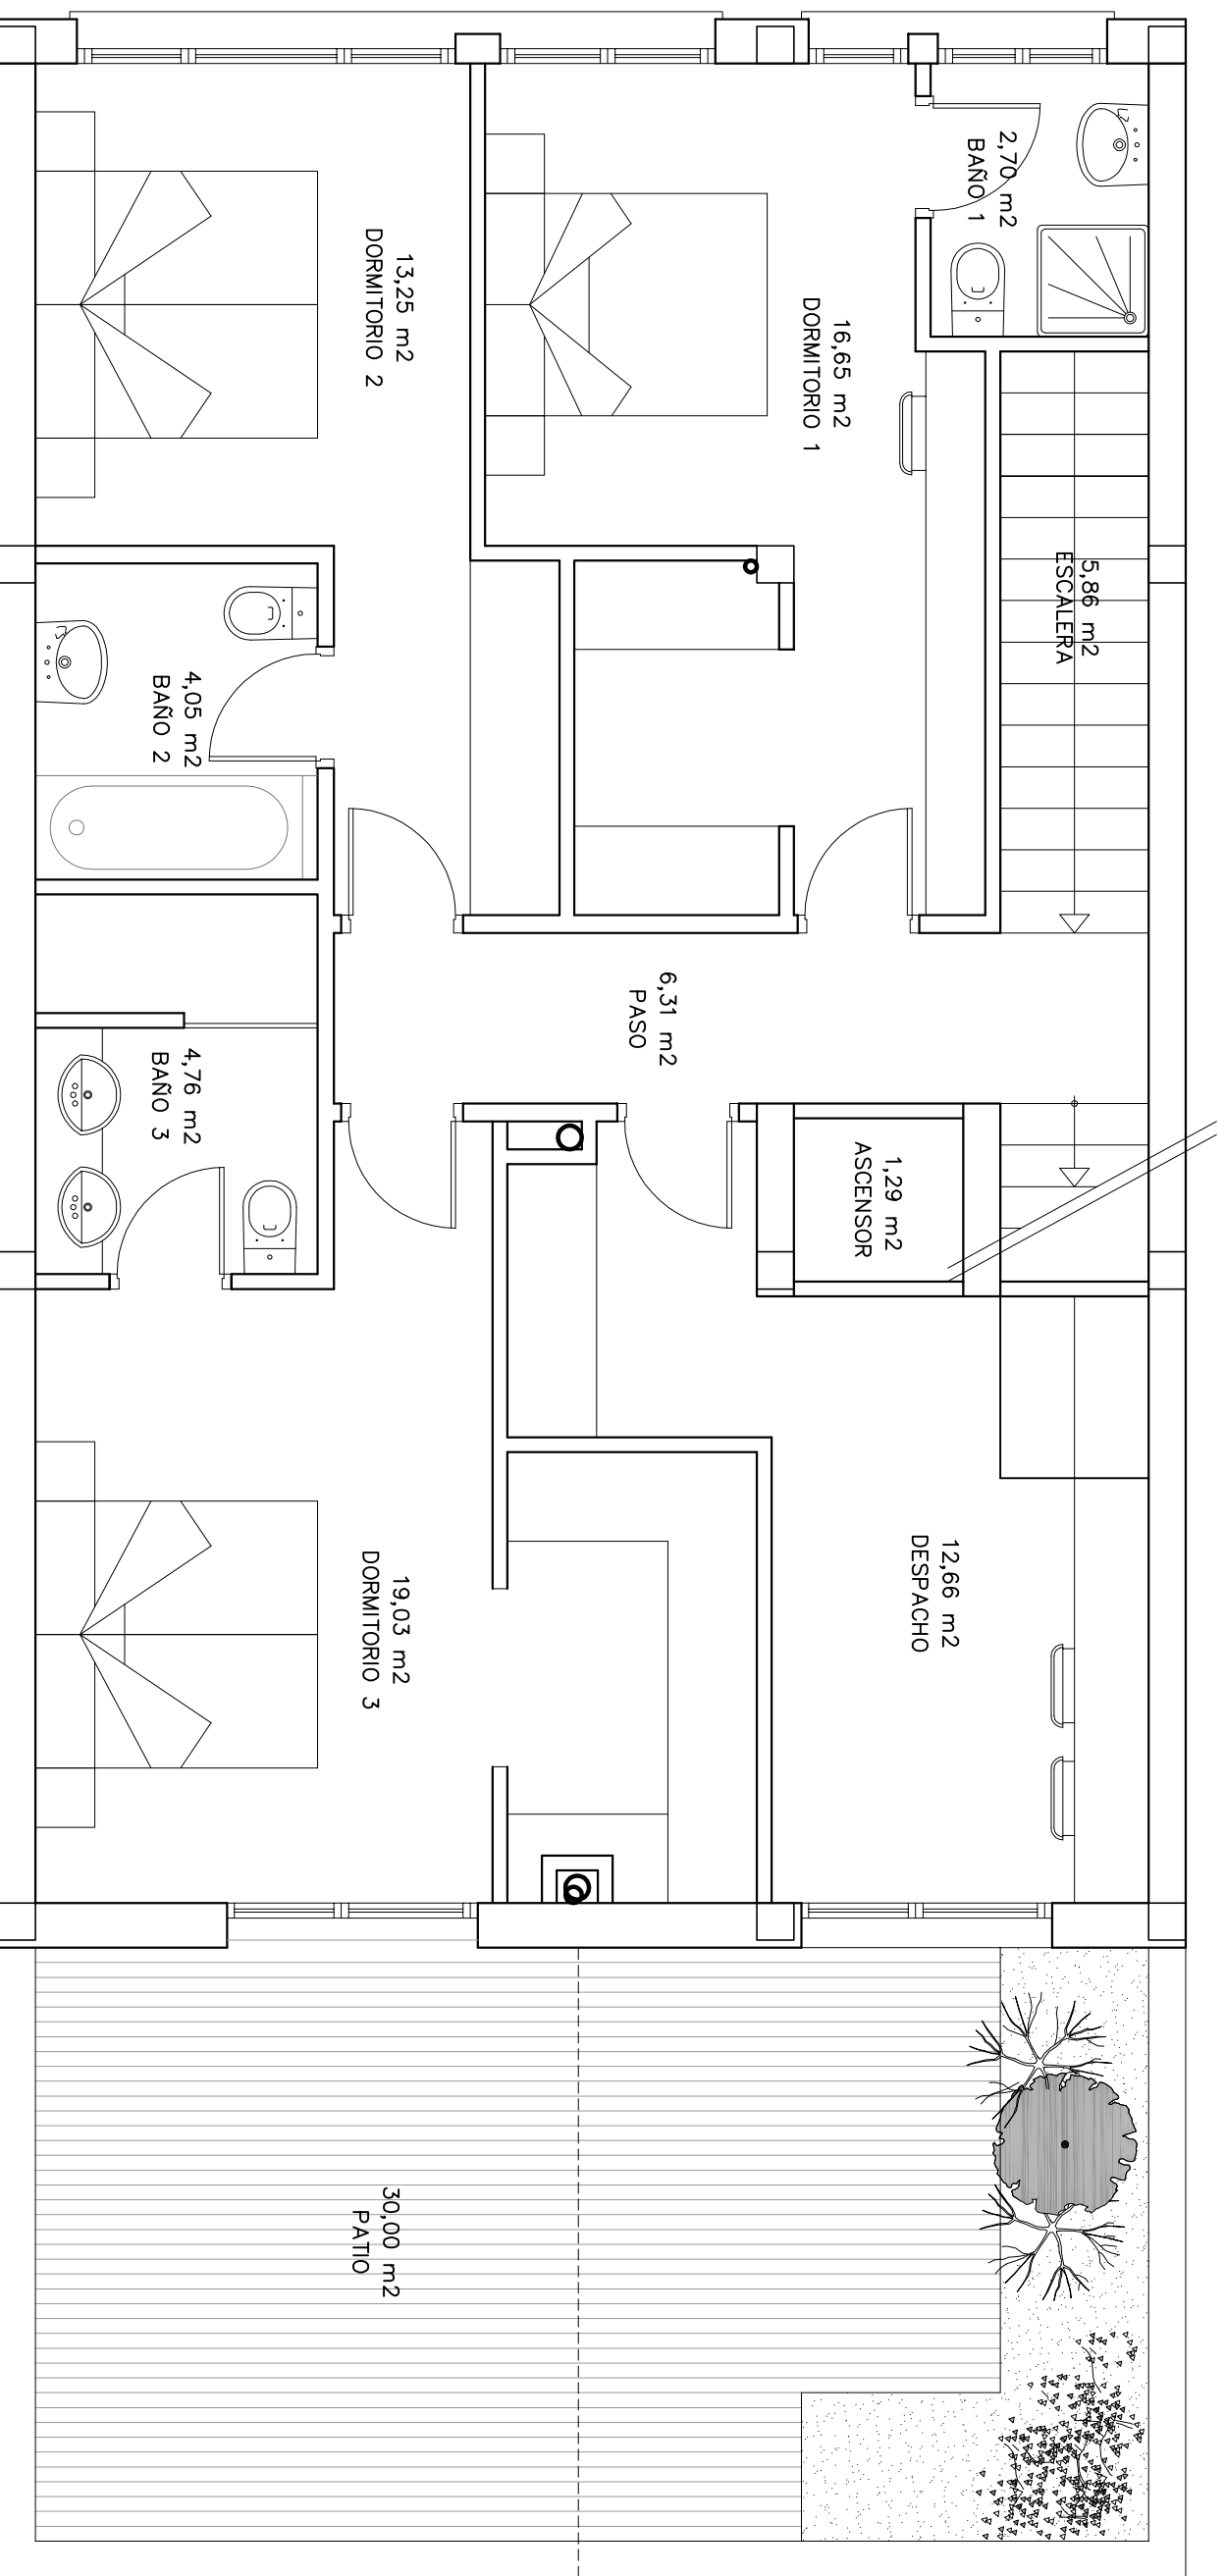 2,70 m2
BAÑO 1
16,65 m2
DORMITORIO 1
13,25 m2
DORMITORIO 2
5,86 m2
ESCALERA
4,05 m2
BAÑO 2
6,31 m2
PASO
4,76 m2
BAÑO 3
1,29 m2
ASCENSOR
12,66 m2
DESPACHO
19,03 m2
DORMITORIO 3
30,00 m2
PATIO